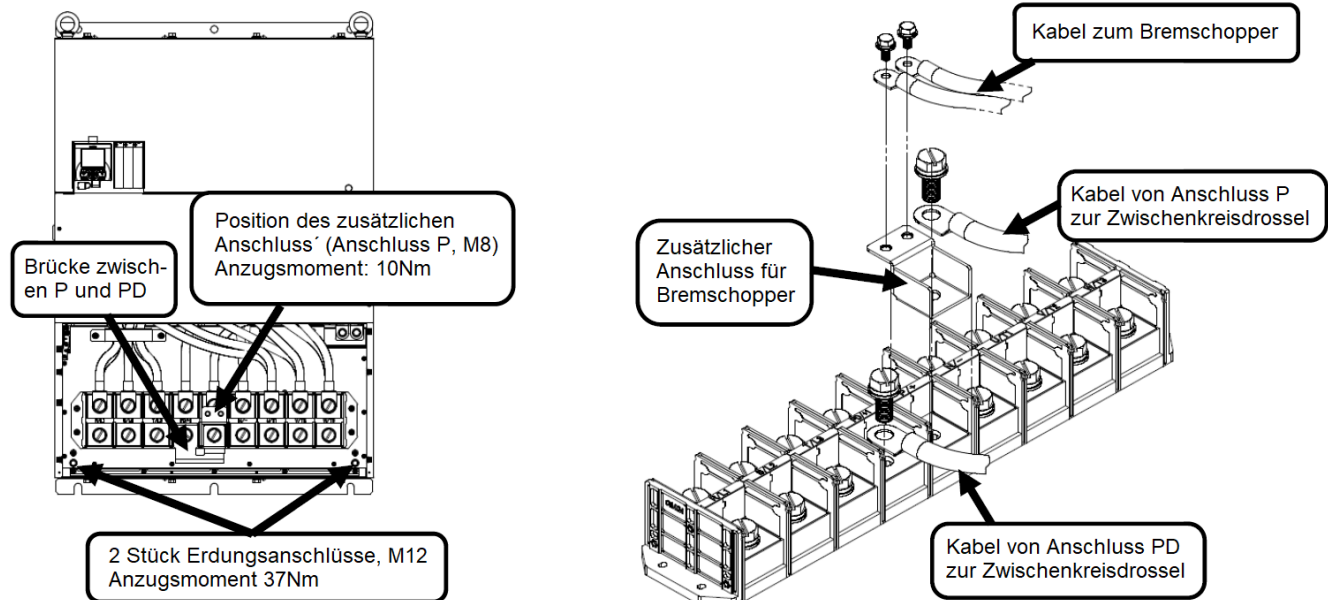 Position des zusätzlichen
Anschluss´ (Anschluss P, M8)
Anzugsmoment: 10Nm
Brücke zwisch-
en P und PD
2 Stück Erdungsanschlüsse, M12
Anzugsmoment 37Nm
Kabel zum Bremschopper
Kabel von Anschluss P
zur Zwischenkreisdrossel
Zusätzlicher
Anschluss für
Bremschopper
Kabel von Anschluss PD
zur Zwischenkreisdrossel